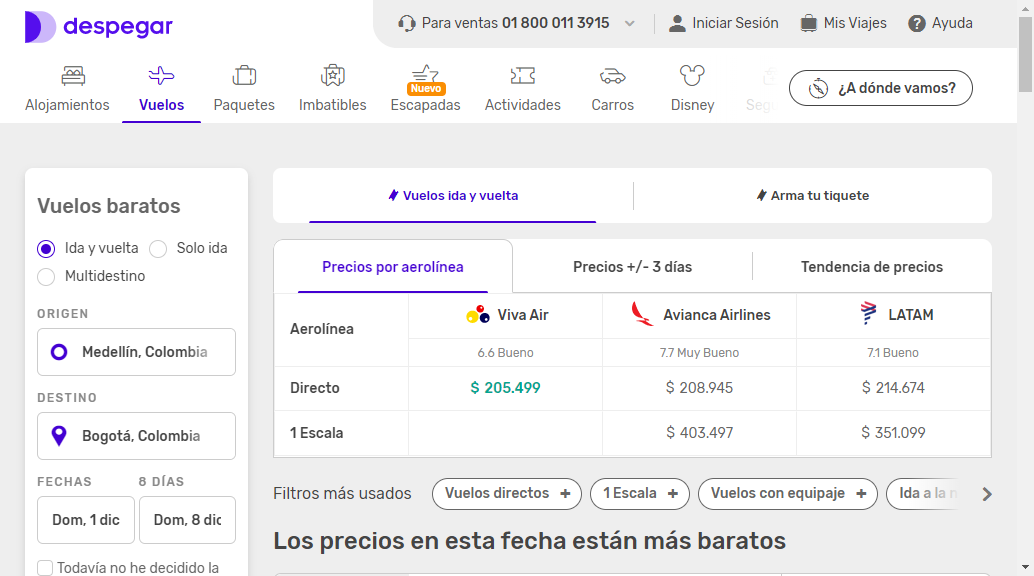 despegar
Para ventas 01 800 011 3915
Iniciar Sesión
Mis Viajes
Ayuda
Alojamientos
Vuelos
Paquetes
Imbatibles
Nuevo
Escapadas
Actividades
Carros
Disney
¿A dónde vamos?
Vuelos baratos
Ida y vuelta
Solo ida
Multidestino
ORIGEN
Medellín, Colombia
DESTINO
Bogotá, Colombia
FECHAS
8 DÍAS
Dom, 1 dic
Dom, 8 dic
Todavía no he decidido la
Vuelos ida y vuelta
Arma tu tiquete
Precios por aerolínea
Precios +/- 3 días
Tendencia de precios
Aerolínea
Viva Air
Avianca Airlines
LATAM
6.6 Bueno
7.7 Muy Bueno
7.1 Bueno
Directo
$ 205.499
$ 208.945
$ 214.674
1 Escala
$ 403.497
$ 351.099
Filtros más usados
Vuelos directos +
1 Escala +
Vuelos con equipaje +
Ida a la
Los precios en esta fecha están más baratos